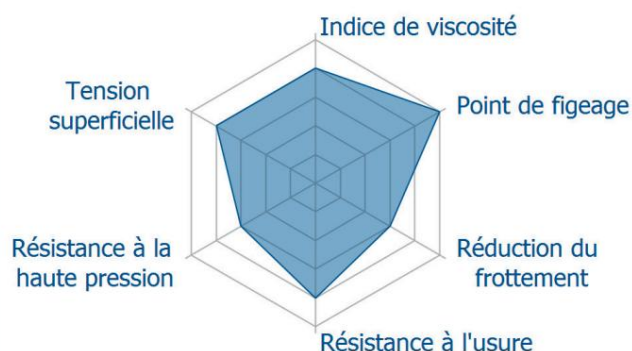 Indice de viscosité
Tension
superficielle
Point de figeage
Résistance à la
haute pression
Réduction du
frottement
Résistance à l'usure